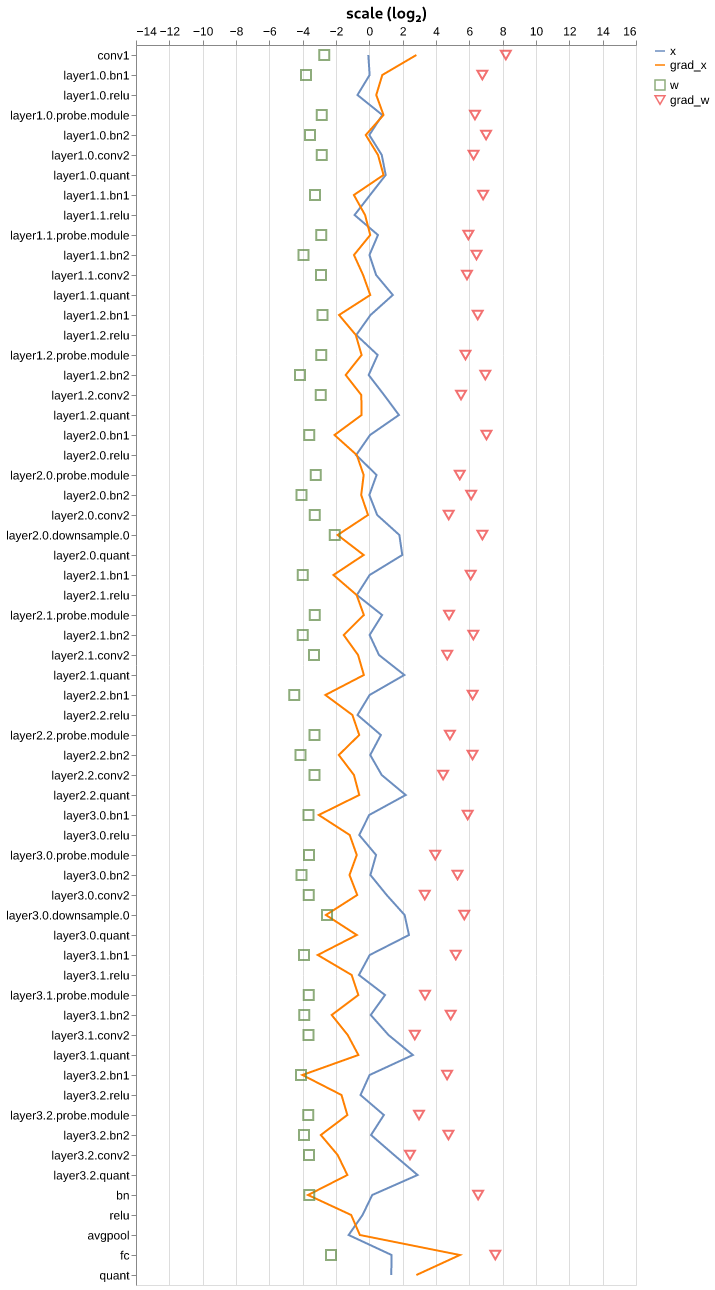 scale (log₂)
−14 −12 −10 −8 −6 −4 −2 0 2 4 6 8 10 12 14 16
x
grad_x
w
grad_w
conv1
layer1.0.bn1
layer1.0.relu
layer1.0.probe.module
layer1.0.bn2
layer1.0.conv2
layer1.0.quant
layer1.1.bn1
layer1.1.relu
layer1.1.probe.module
layer1.1.bn2
layer1.1.conv2
layer1.1.quant
layer1.2.bn1
layer1.2.relu
layer1.2.probe.module
layer1.2.bn2
layer1.2.conv2
layer1.2.quant
layer2.0.bn1
layer2.0.relu
layer2.0.probe.module
layer2.0.bn2
layer2.0.conv2
layer2.0.downsample.0
layer2.0.quant
layer2.1.bn1
layer2.1.relu
layer2.1.probe.module
layer2.1.bn2
layer2.1.conv2
layer2.1.quant
layer2.2.bn1
layer2.2.relu
layer2.2.probe.module
layer2.2.bn2
layer2.2.conv2
layer2.2.quant
layer3.0.bn1
layer3.0.relu
layer3.0.probe.module
layer3.0.bn2
layer3.0.conv2
layer3.0.downsample.0
layer3.0.quant
layer3.1.bn1
layer3.1.relu
layer3.1.probe.module
layer3.1.bn2
layer3.1.conv2
layer3.1.quant
layer3.2.bn1
layer3.2.relu
layer3.2.probe.module
layer3.2.bn2
layer3.2.conv2
layer3.2.quant
bn
relu
avgpool
fc
quant